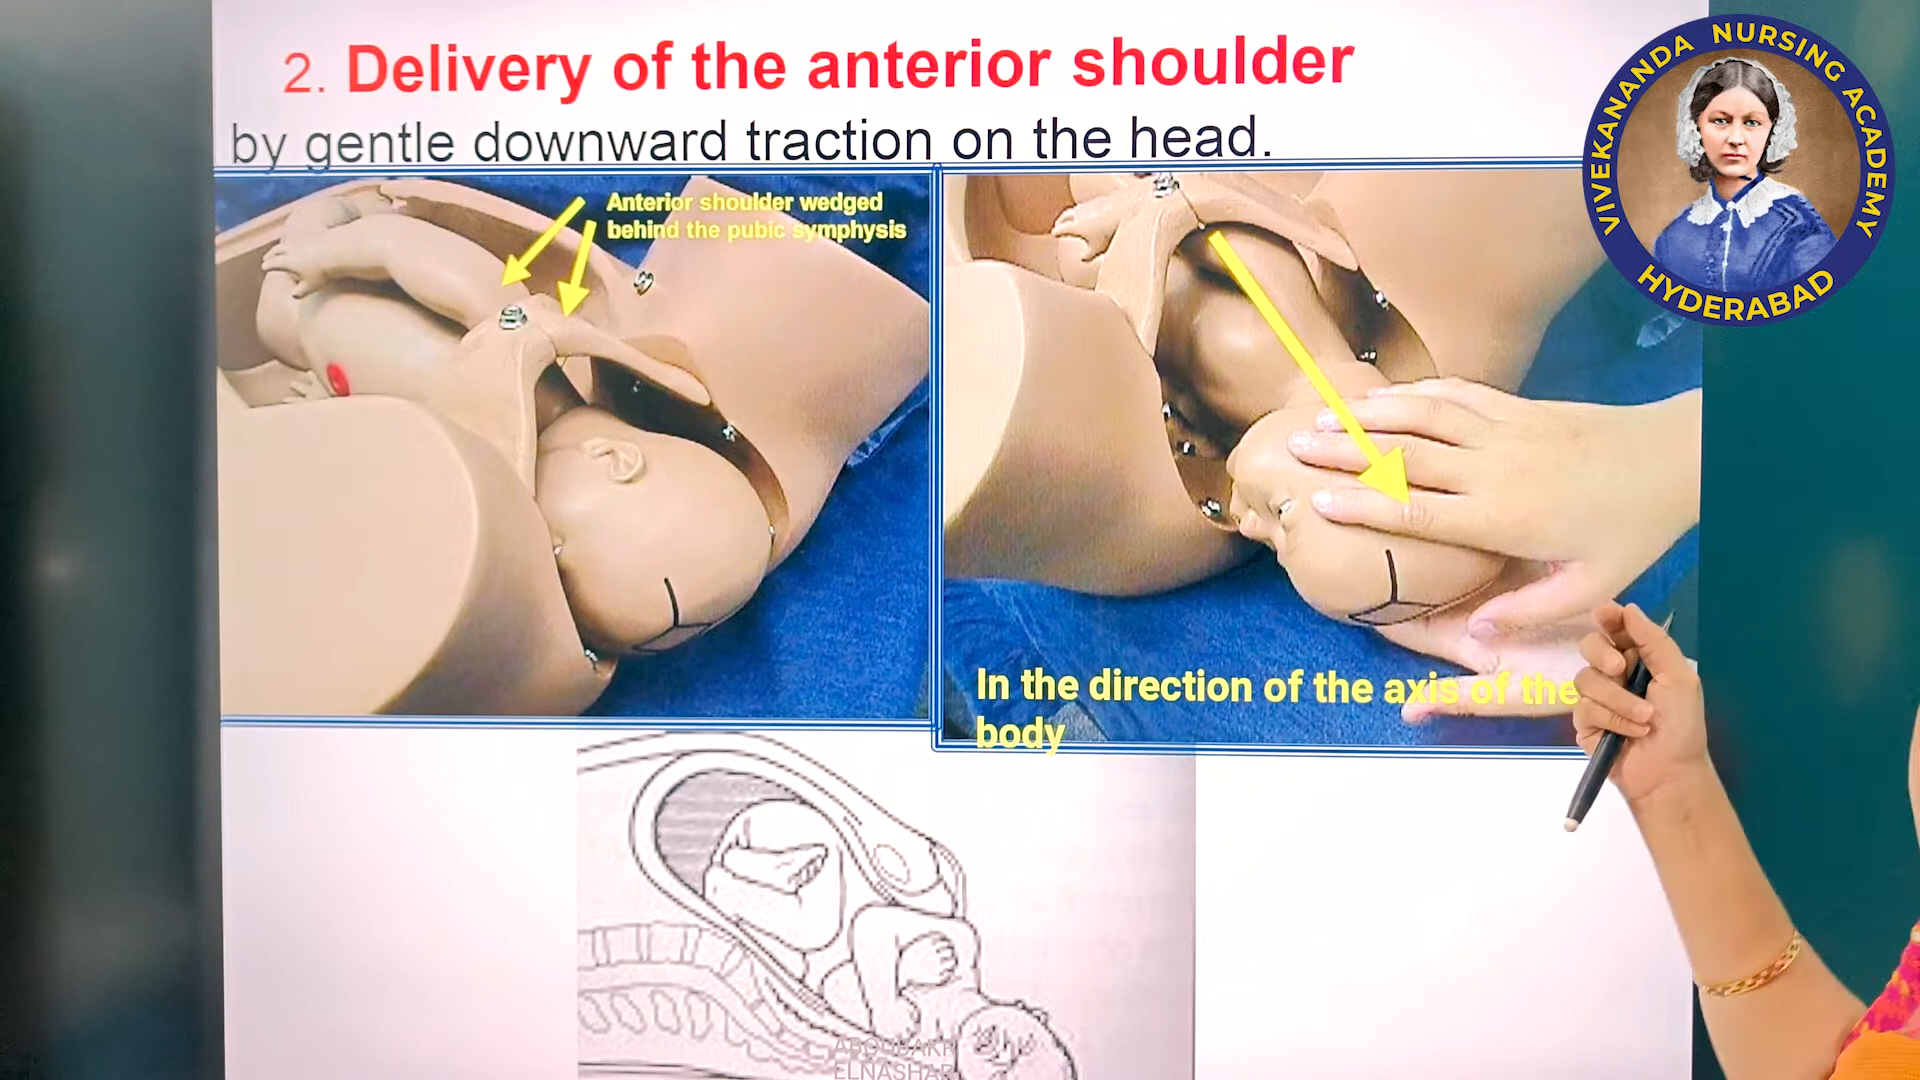 2. Delivery of the anterior shoulder
by gentle downward traction on the head.
Anterior shoulder wedged
behind the pubic symphysis
In the direction of the axis of the
body
ABOUBAKR
ELNASHAR
VIVEKANANDA NURSING ACADEMY
HYDERABAD